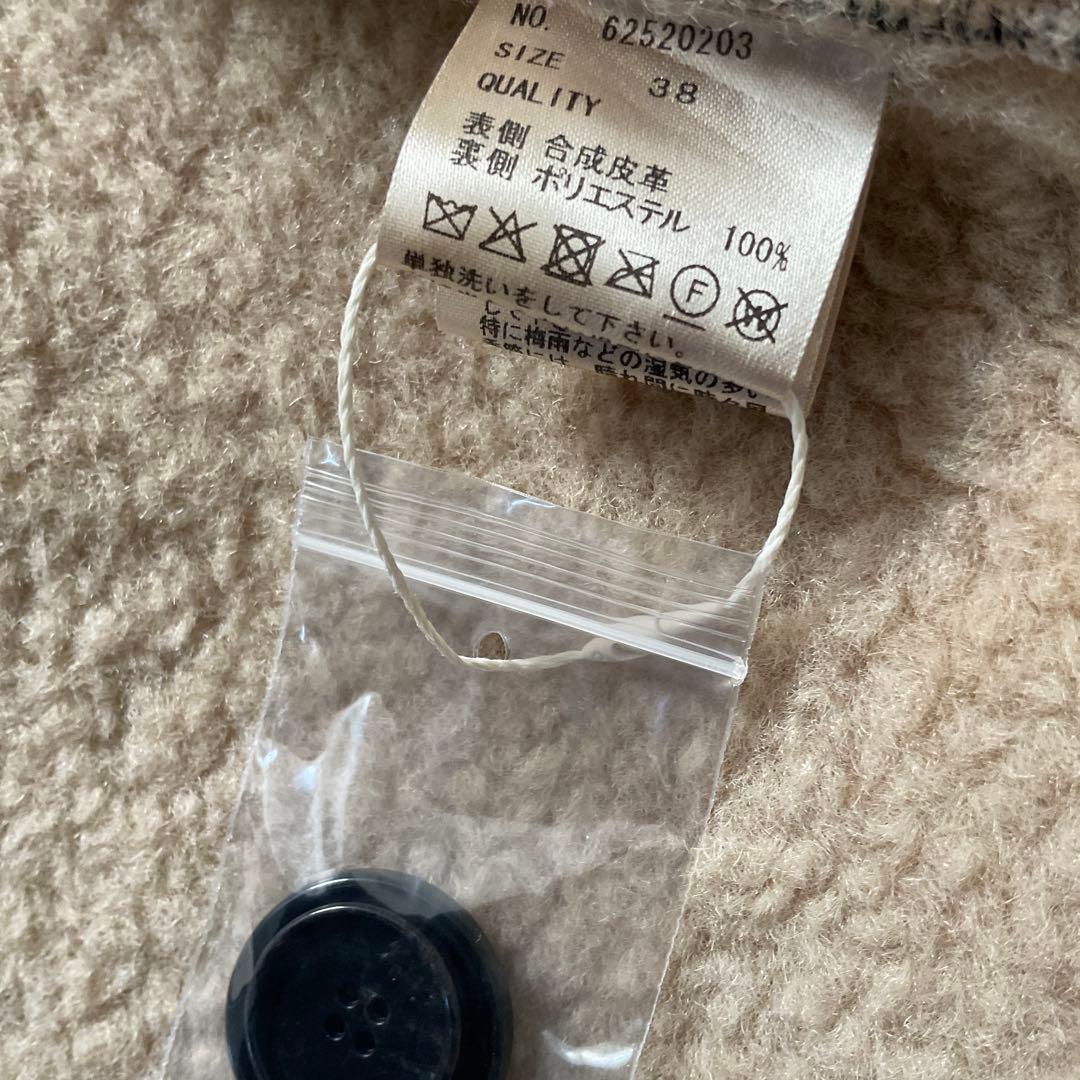 NO. 62520203
SIZE 38
QUALITY
表側 合成皮革
裏側 ポリエステル 100%
F
W
単独洗いをして下さい。
特に梅雨などの湿気の多い